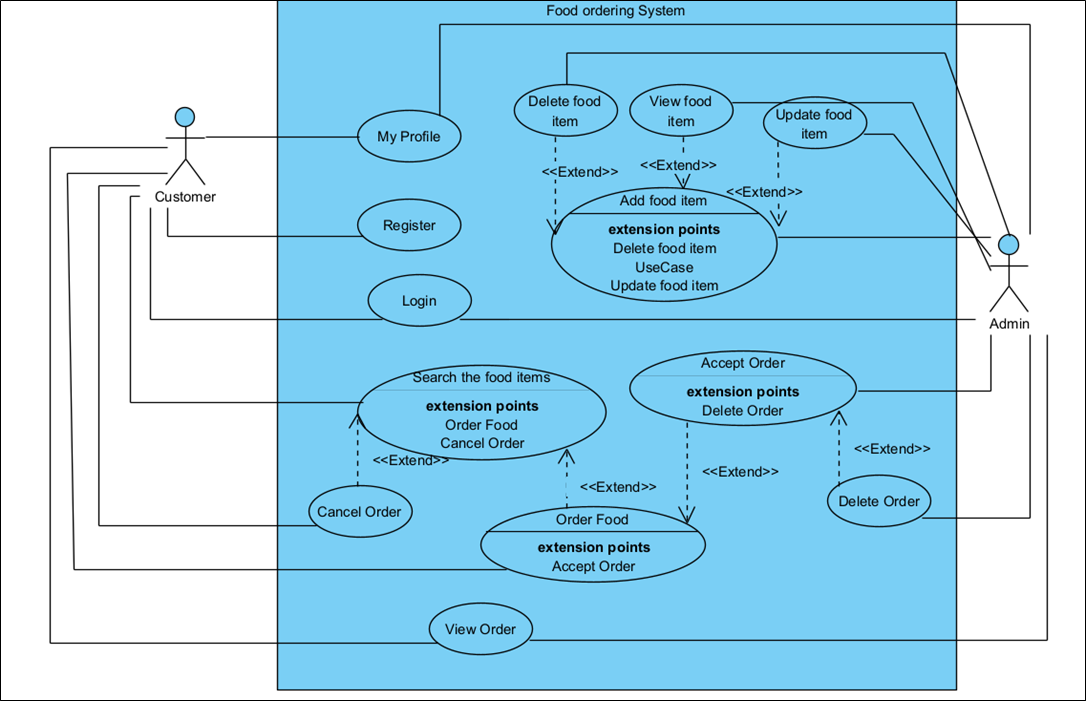 Food ordering System
Delete food
item
View food
item
Update food
item
My Profile
<<Extend>>
<<Extend>>
<<Extend>>
Customer
Add food item
extension points
Delete food item
UseCase
Update food item
Register
Login
Admin
Search the food items
extension points
Order Food
Cancel Order
Accept Order
extension points
Delete Order
<<Extend>>
<<Extend>>
<<Extend>>
<<Extend>>
Cancel Order
Delete Order
Order Food
extension points
Accept Order
View Order